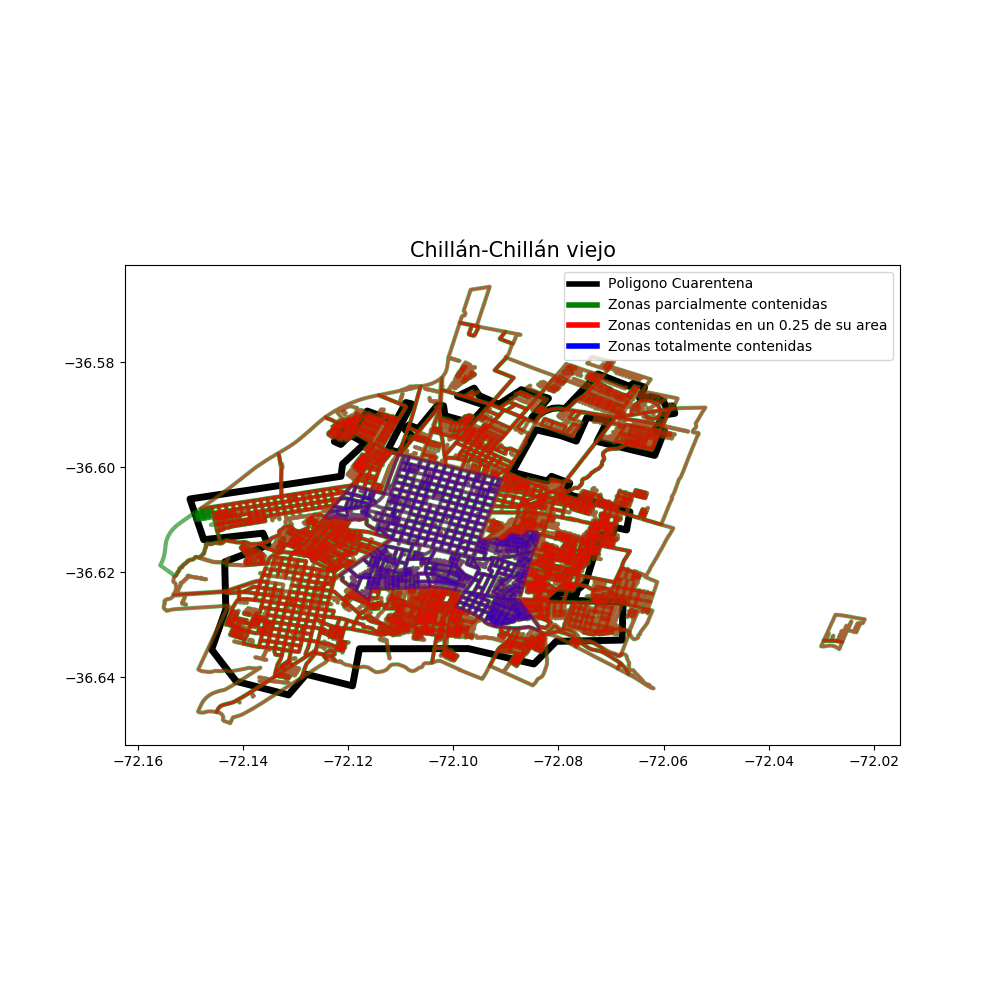 Chillán-Chillán viejo
Poligono Cuarentena
Zonas parcialmente contenidas
Zonas contenidas en un 0.25 de su area
Zonas totalmente contenidas
−36.58
−36.60
−36.62
−36.64
−72.16 −72.14 −72.12 −72.10 −72.08 −72.06 −72.04 −72.02